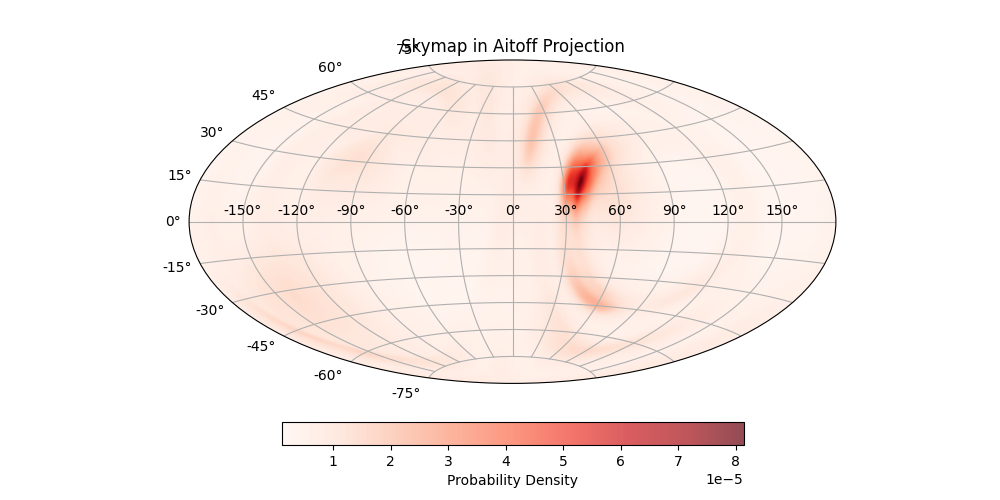 75°
Skymap in Aitoff Projection
60°
45°
30°
15°
-150° -120° -90° -60° -30° 0° 30° 60° 90° 120° 150°
0°
-15°
-30°
-45°
-60°
-75°
1 2 3 4 5 6 7 8
1e−5
Probability Density